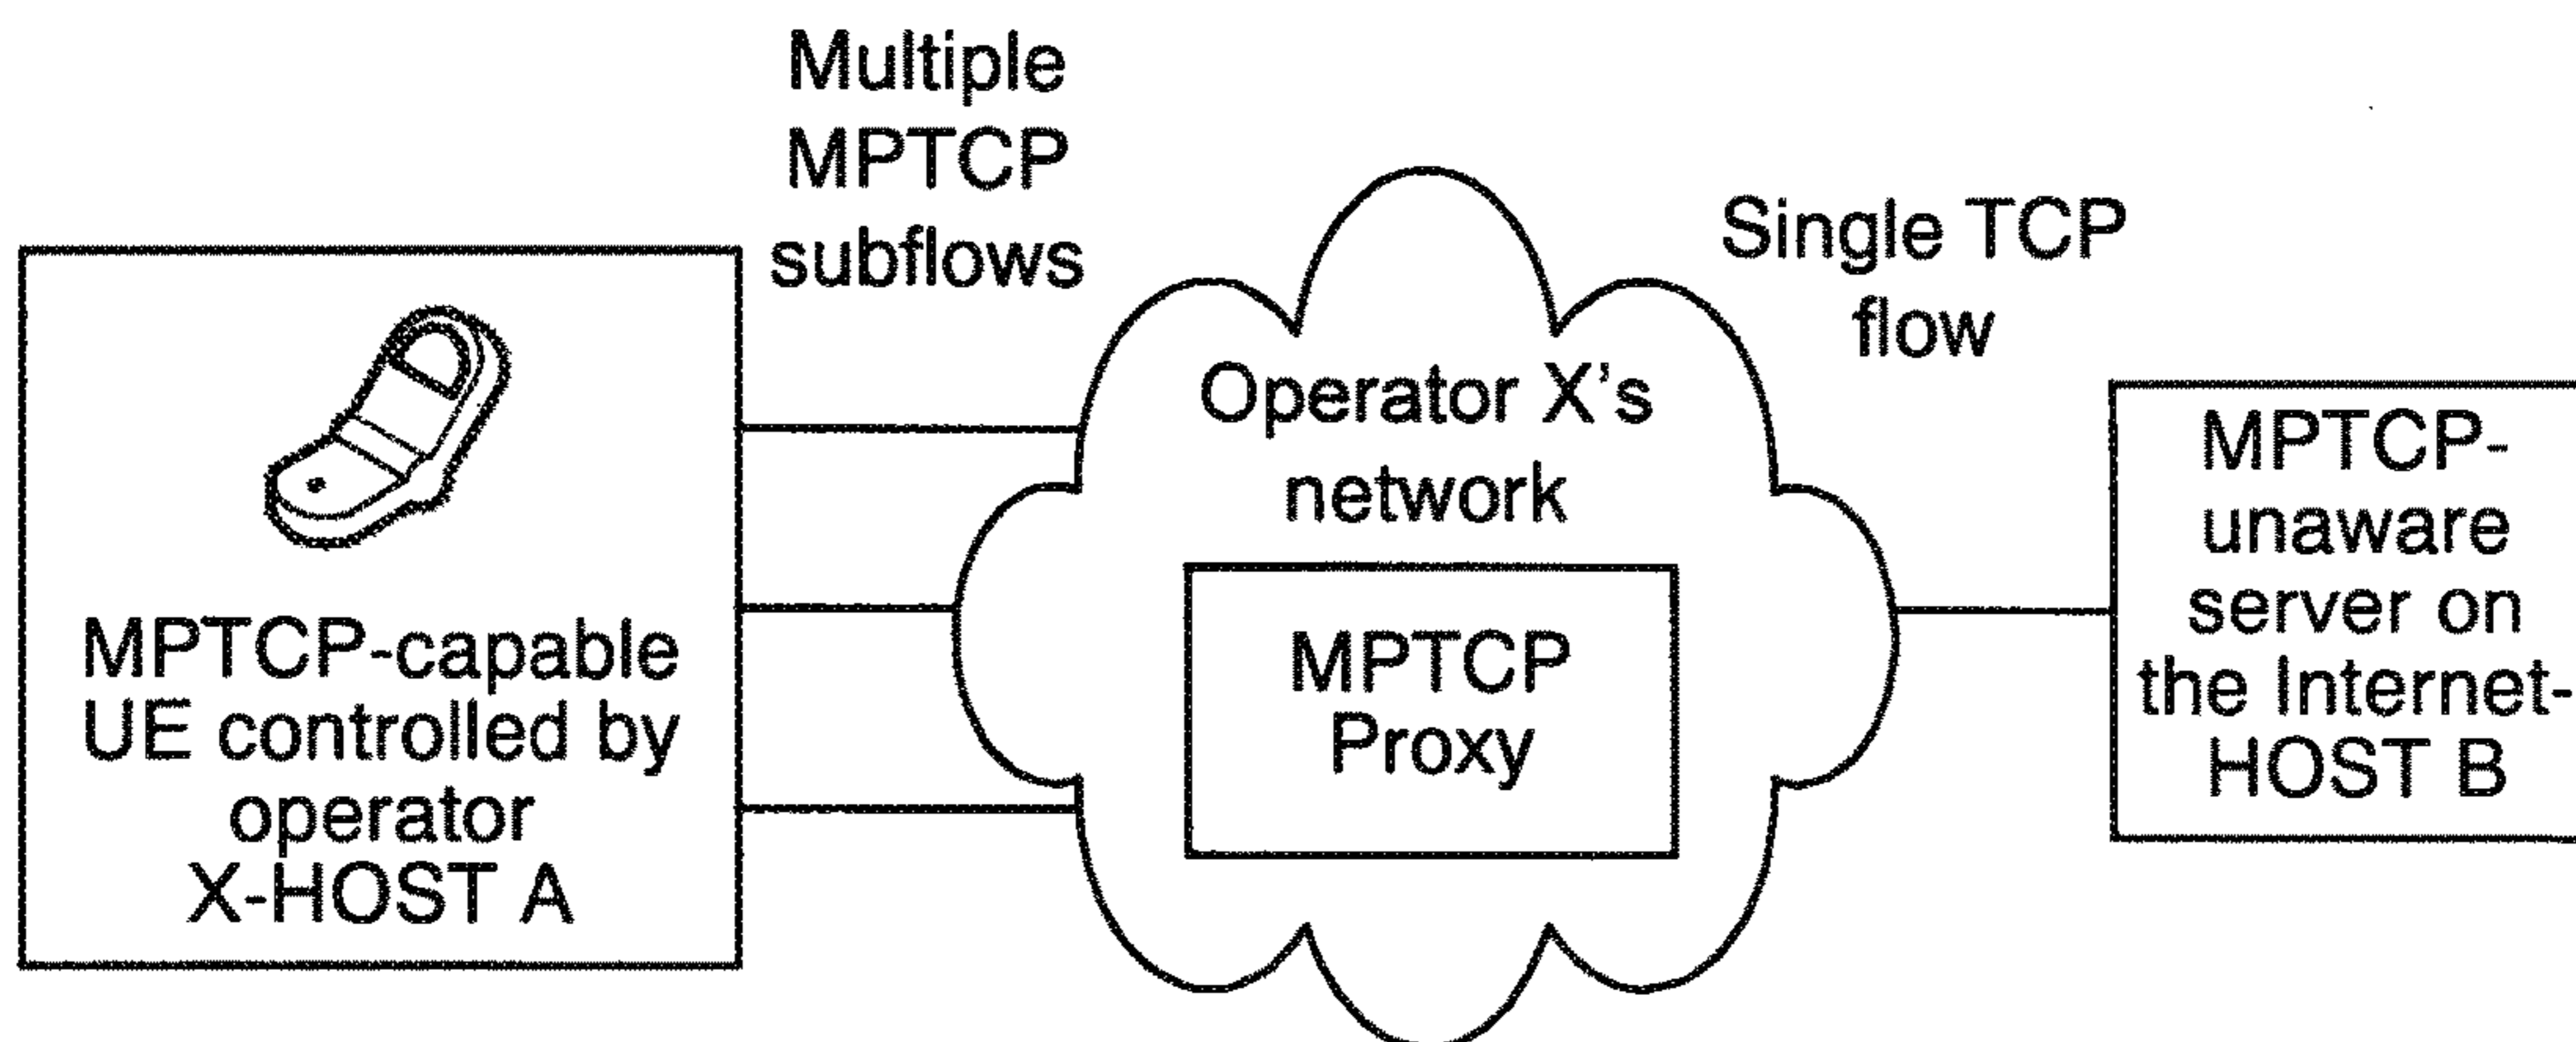 Multiple
MPTCP
subflows
Single TCP
flow
MPTCP-capable
UE controlled by
operator
X-HOST A
Operator X's
network
MPTCP
Proxy
MPTCP-
unaware
server on
the Internet-
HOST B